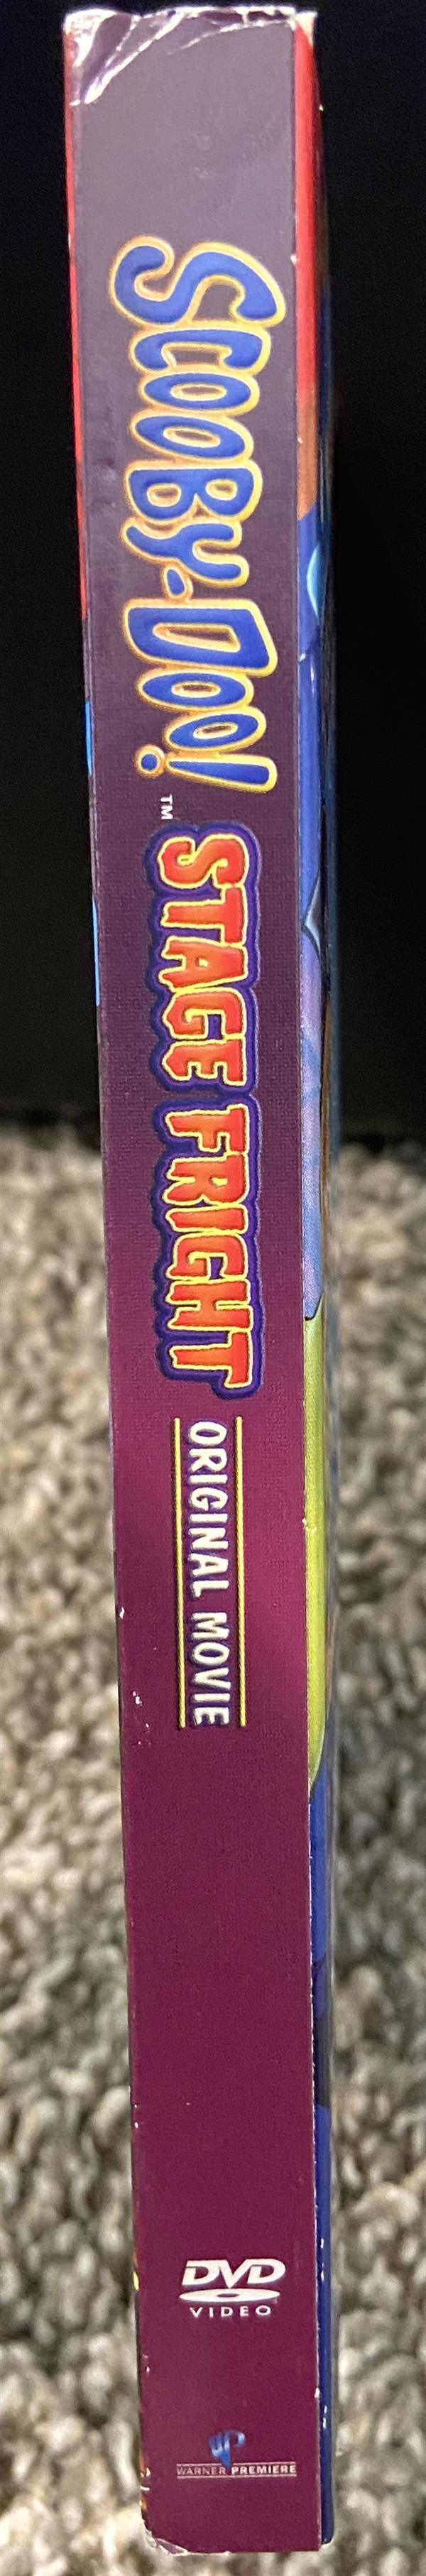 SCOOBY-DOO!™
STAGE FRIGHT
ORIGINAL MOVIE
DVD
VIDEO
WARNER PREMIERE